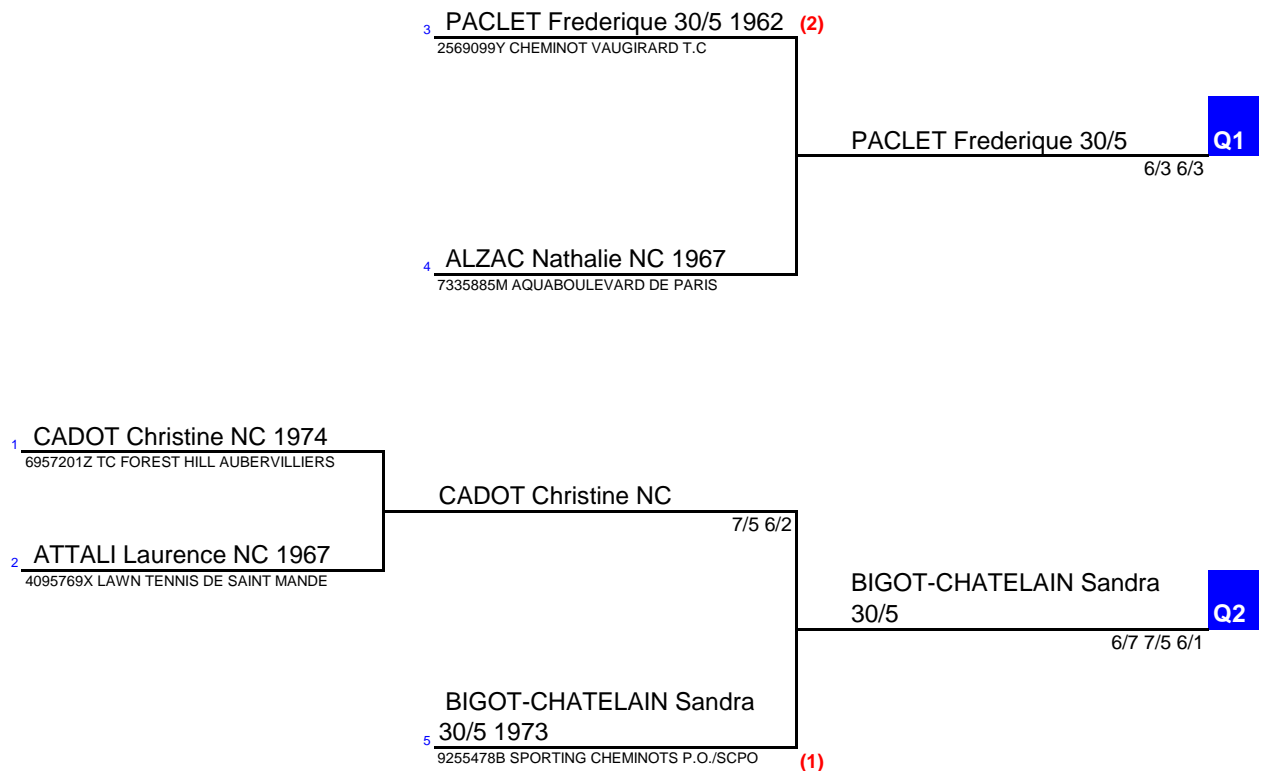 3 PACLET Frederique 30/5 1962 (2)
2569099Y CHEMINOT VAUGIRARD T.C
PACLET Frederique 30/5 Q1
6/3 6/3
4 ALZAC Nathalie NC 1967
7335885M AQUABOULEVARD DE PARIS
1 CADOT Christine NC 1974
6957201Z TC FOREST HILL AUBERVILLIERS
CADOT Christine NC
7/5 6/2
2 ATTALI Laurence NC 1967
4095769X LAWN TENNIS DE SAINT MANDE
BIGOT-CHATELAIN Sandra
30/5 Q2
6/7 7/5 6/1
BIGOT-CHATELAIN Sandra
5 30/5 1973
9255478B SPORTING CHEMINOTS P.O./SCPO (1)